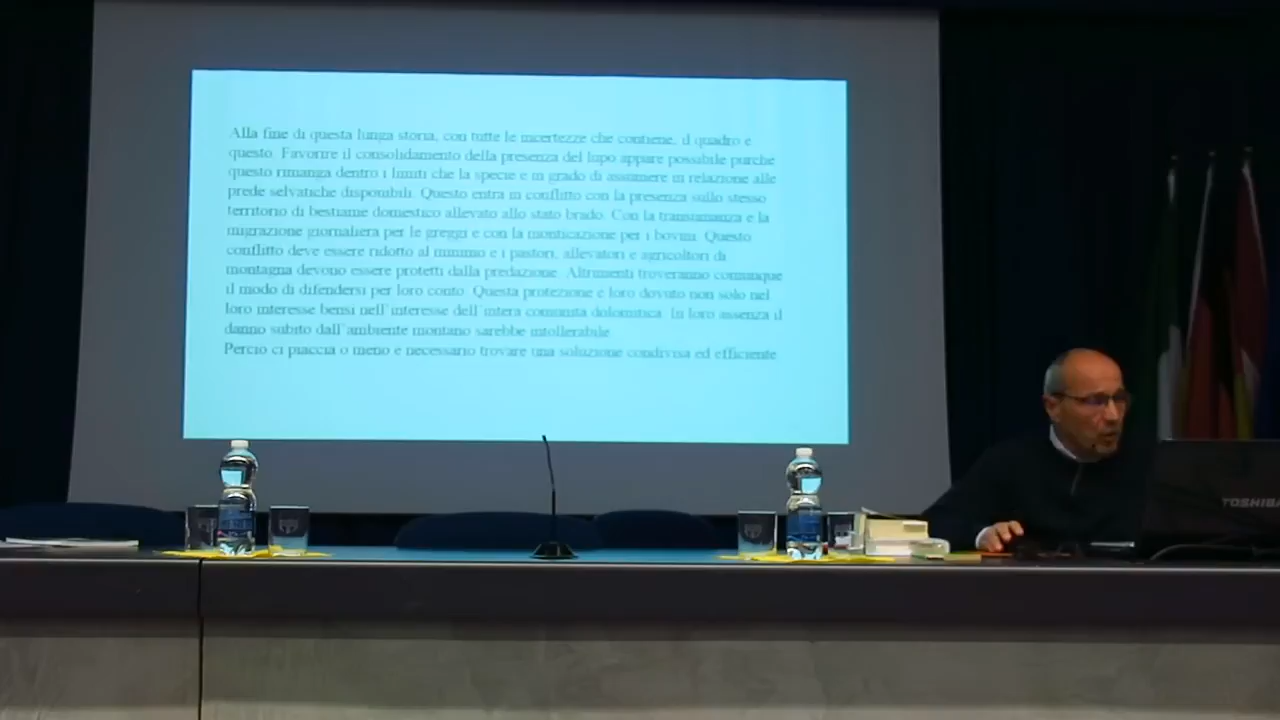 Alla fine di questa lunga storia, con tutte le incertezze che contiene, il quadro e
questo. Favorire il consolidamento della presenza del lupo appare possibile purche
questo rimanga dentro i limiti che la specie e in grado di assumere in relazione alle
prede selvatiche disponibili. Questo entra in conflitto con la presenza sullo stesso
territorio di bestiame domestico allevato allo stato brado. Con la transumanza e la
migrazione giornaliera per le greggi e con la monticazione per i bovini. Questo
conflitto deve essere ridotto al minimo e i pastori, allevatori e agricoltori di
montagna devono essere protetti dalla predazione. Altrimenti troveranno comunque
il modo di difendersi per loro conto. Questa protezione e loro dovuto non solo nel
loro interesse bensi nell'interesse dell'intera comunita dolomitica. In loro assenza il
danno subito dall'ambiente montano sarebbe intollerabile.
Percio ci piaccia o meno e necessario trovare una soluzione condivisa ed efficiente
TOSHIBA